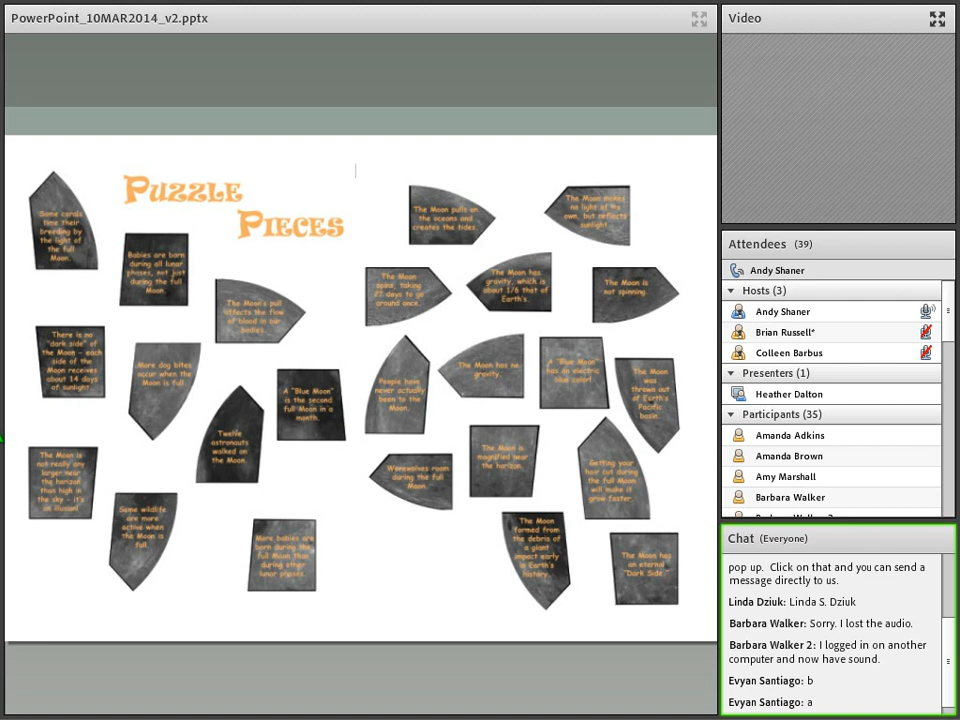 PowerPoint_10MAR2014_v2.pptx
PUZZLE
PIECES
Some corals
time their
breeding by
the light of
the full
Moon.
Babies are born
during all lunar
phases, not just
during the full
Moon.
The Moon's pull
affects the flow
of blood in our
bodies.
There is no
"dark side" of
the Moon - each
side of the
Moon receives
about 14 days
of sunlight.
More dog bites
occur when the
Moon is full.
Twelve
astronauts
walked on
the Moon.
A "Blue Moon"
is the second
full Moon in a
month.
The Moon is
not really any
larger near
the horizon
than high in
the sky - it's
an illusion!
Some wildlife
are more
active when
the Moon is
full.
More babies are
born during the
full Moon than
during other
lunar phases.
The Moon pulls on
the oceans and
creates the tides.
The Moon makes
no light of its
own, but reflects
sunlight.
The Moon
spins, taking
27 days to go
around once.
The Moon has
gravity, which is
about 1/6 that of
Earth's.
The Moon is
not spinning.
People have
never actually
been to the
Moon.
The Moon has no
gravity.
A "Blue Moon"
has an electric
blue color!
The Moon
was
thrown out
of Earth's
Pacific
basin.
Werewolves roam
during the full
Moon.
The Moon is
magnified near
the horizon.
Getting your
hair cut during
the full Moon
will make it
grow faster.
The Moon
formed from
the debris of
a giant
impact early
in Earth's
history.
The Moon has
an eternal
"Dark Side."
Video
Attendees (39)
Andy Shaner
Hosts (3)
Andy Shaner
Brian Russell*
Colleen Barbus
Presenters (1)
Heather Dalton
Participants (35)
Amanda Adkins
Amanda Brown
Amy Marshall
Barbara Walker
Barbara Walker 2
Chat (Everyone)
pop up. Click on that and you can send a
message directly to us.
Linda Dziuk: Linda S. Dziuk
Barbara Walker: Sorry. I lost the audio.
Barbara Walker 2: I logged in on another
computer and now have sound.
Evyan Santiago: b
Evyan Santiago: a